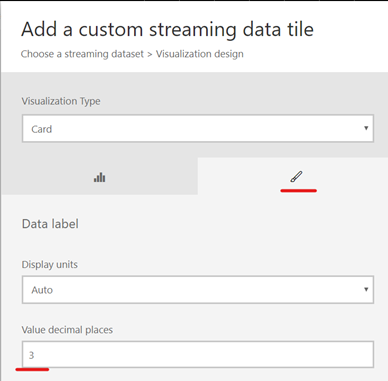 Add a custom streaming data tile
Choose a streaming dataset > Visualization design
Visualization Type
Card
Data label
Display units
Auto
Value decimal places
3